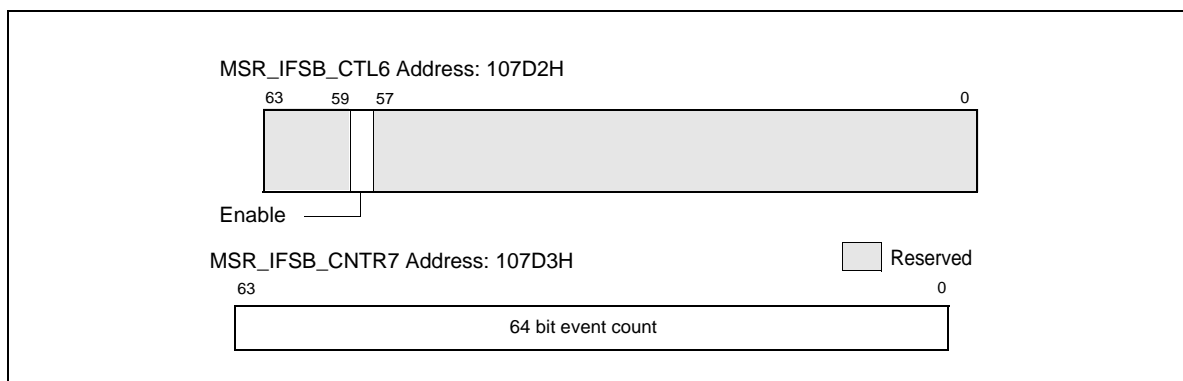 MSR_IFSB_CTL6 Address: 107D2H
63 59 57 0
Enable
MSR_IFSB_CNTR7 Address: 107D3H
Reserved
63 0
64 bit event count